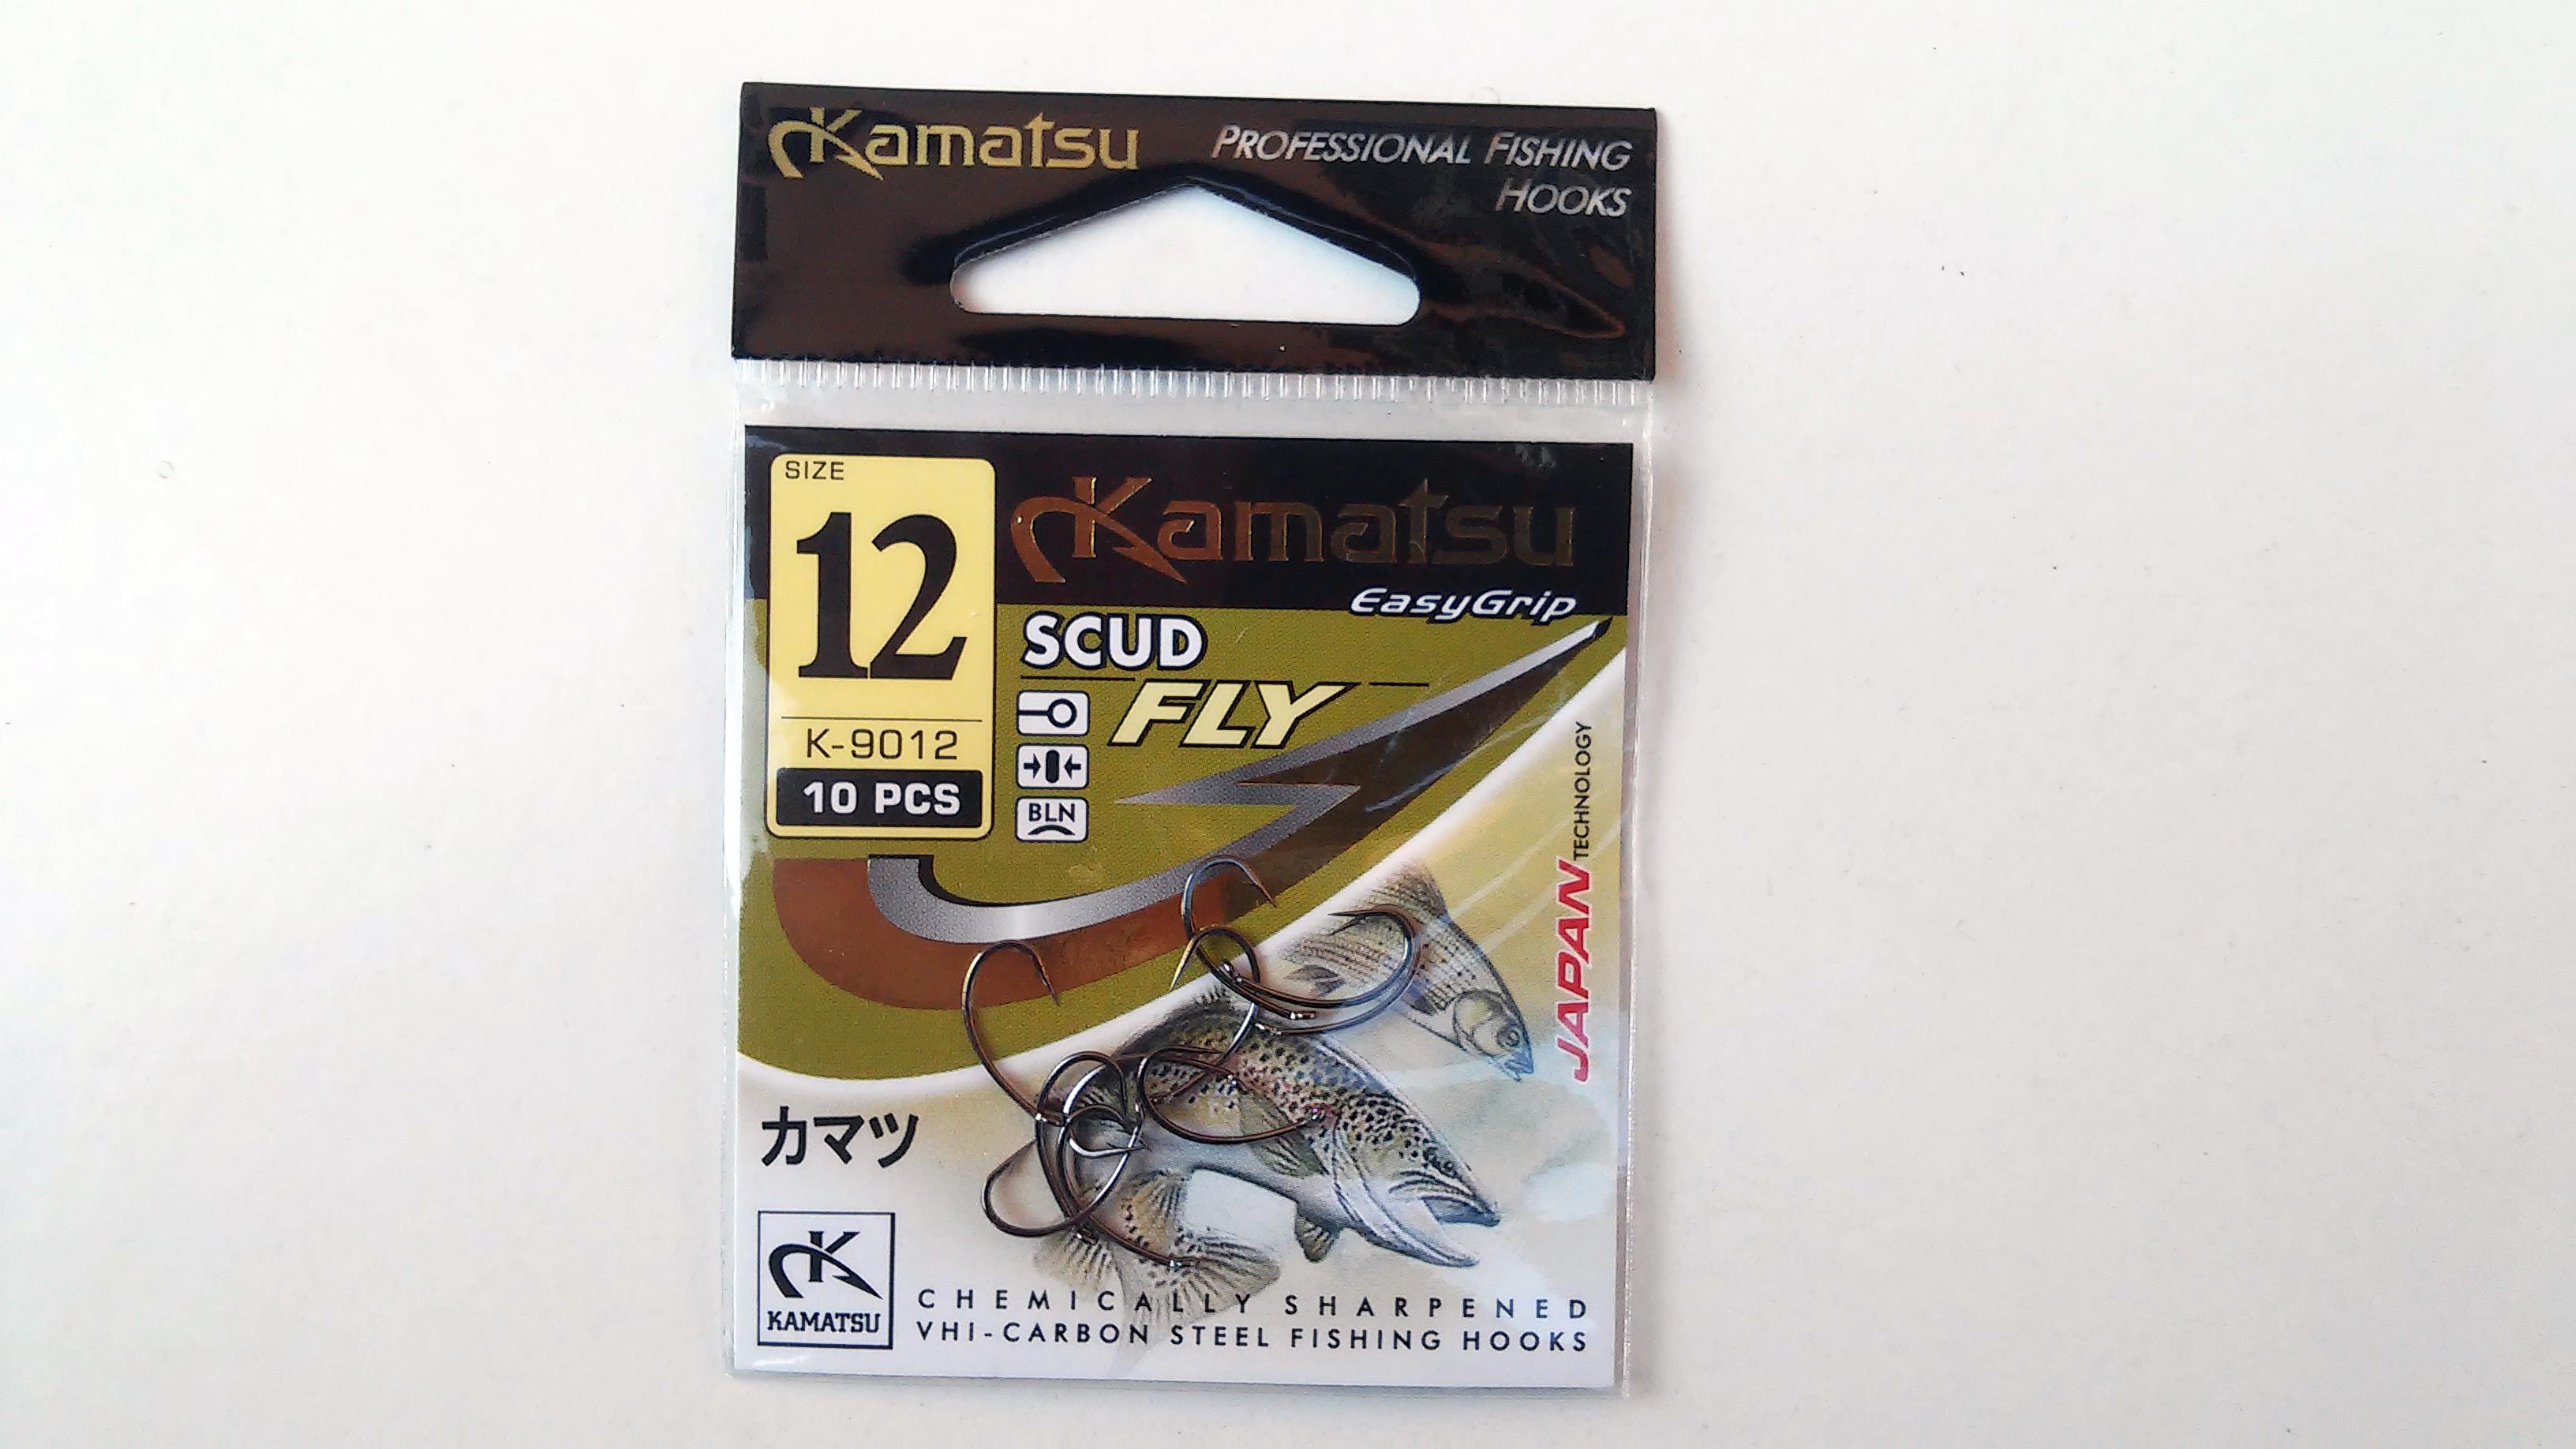 Kamatsu
PROFESSIONAL FISHING
HOOKS
SIZE
12
K-9012
10 PCS
Kamatsu
EasyGrip
SCUD
FLY
BLN
JAPAN TECHNOLOGY
カマツ
KAMATSU
CHEMICALLY SHARPENED
VHI-CARBON STEEL FISHING HOOKS